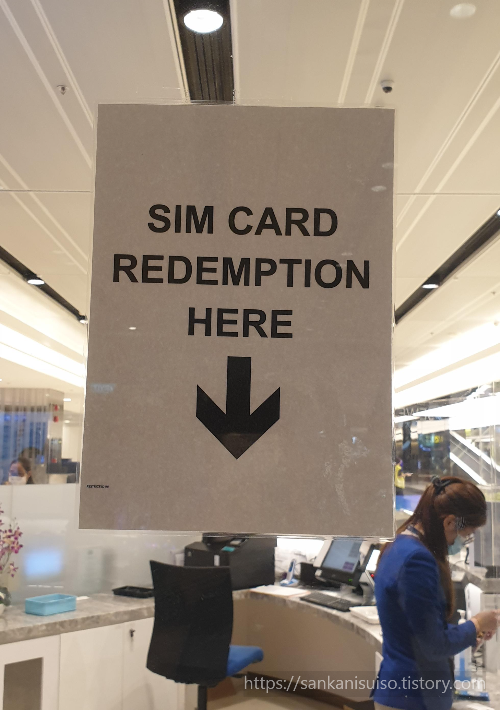 SIM CARD
REDEMPTION
HERE
https://sankanisuiso.tistory.com